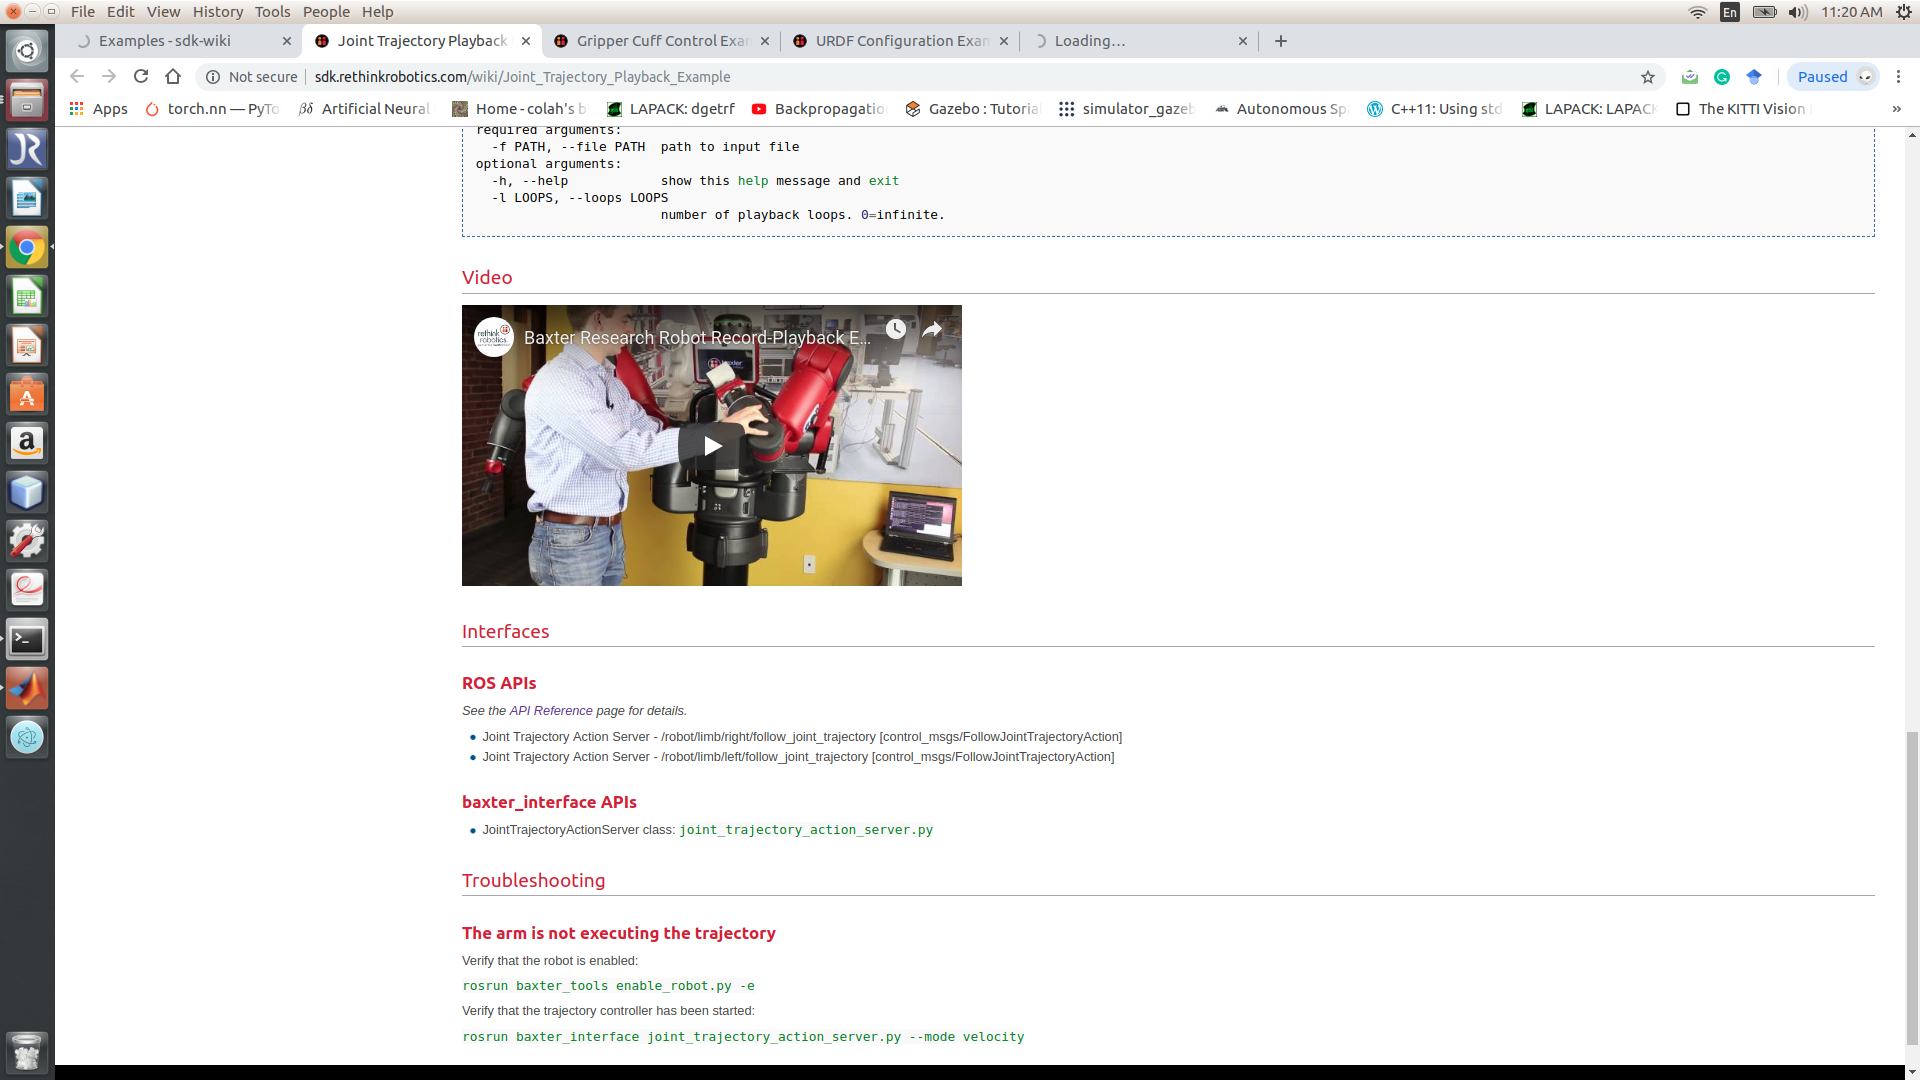 File Edit View History Tools People Help
En 11:20 AM
Examples - sdk-wiki
Joint Trajectory Playback
Gripper Cuff Control Exam
URDF Configuration Exam
Loading...
Not secure sdk.rethinkrobotics.com/wiki/Joint_Trajectory_Playback_Example Paused
Apps torch.nn — PyTo Artificial Neural Home - colah's b LAPACK: dgetrf Backpropagatio Gazebo : Tutoria simulator_gazeb Autonomous Sp C++11: Using std LAPACK: LAPACK The KITTI Vision »
required arguments:
-f PATH, --file PATH path to input file
optional arguments:
-h, --help show this help message and exit
-l LOOPS, --loops LOOPS
number of playback loops. 0=infinite.
Video
rethink robotics.
Baxter Research Robot Record-Playback E...
Interfaces
ROS APIs
See the API Reference page for details.
Joint Trajectory Action Server - /robot/limb/right/follow_joint_trajectory [control_msgs/FollowJointTrajectoryAction]
Joint Trajectory Action Server - /robot/limb/left/follow_joint_trajectory [control_msgs/FollowJointTrajectoryAction]
baxter_interface APIs
JointTrajectoryActionServer class: joint_trajectory_action_server.py
Troubleshooting
The arm is not executing the trajectory
Verify that the robot is enabled:
rosrun baxter_tools enable_robot.py -e
Verify that the trajectory controller has been started:
rosrun baxter_interface joint_trajectory_action_server.py --mode velocity